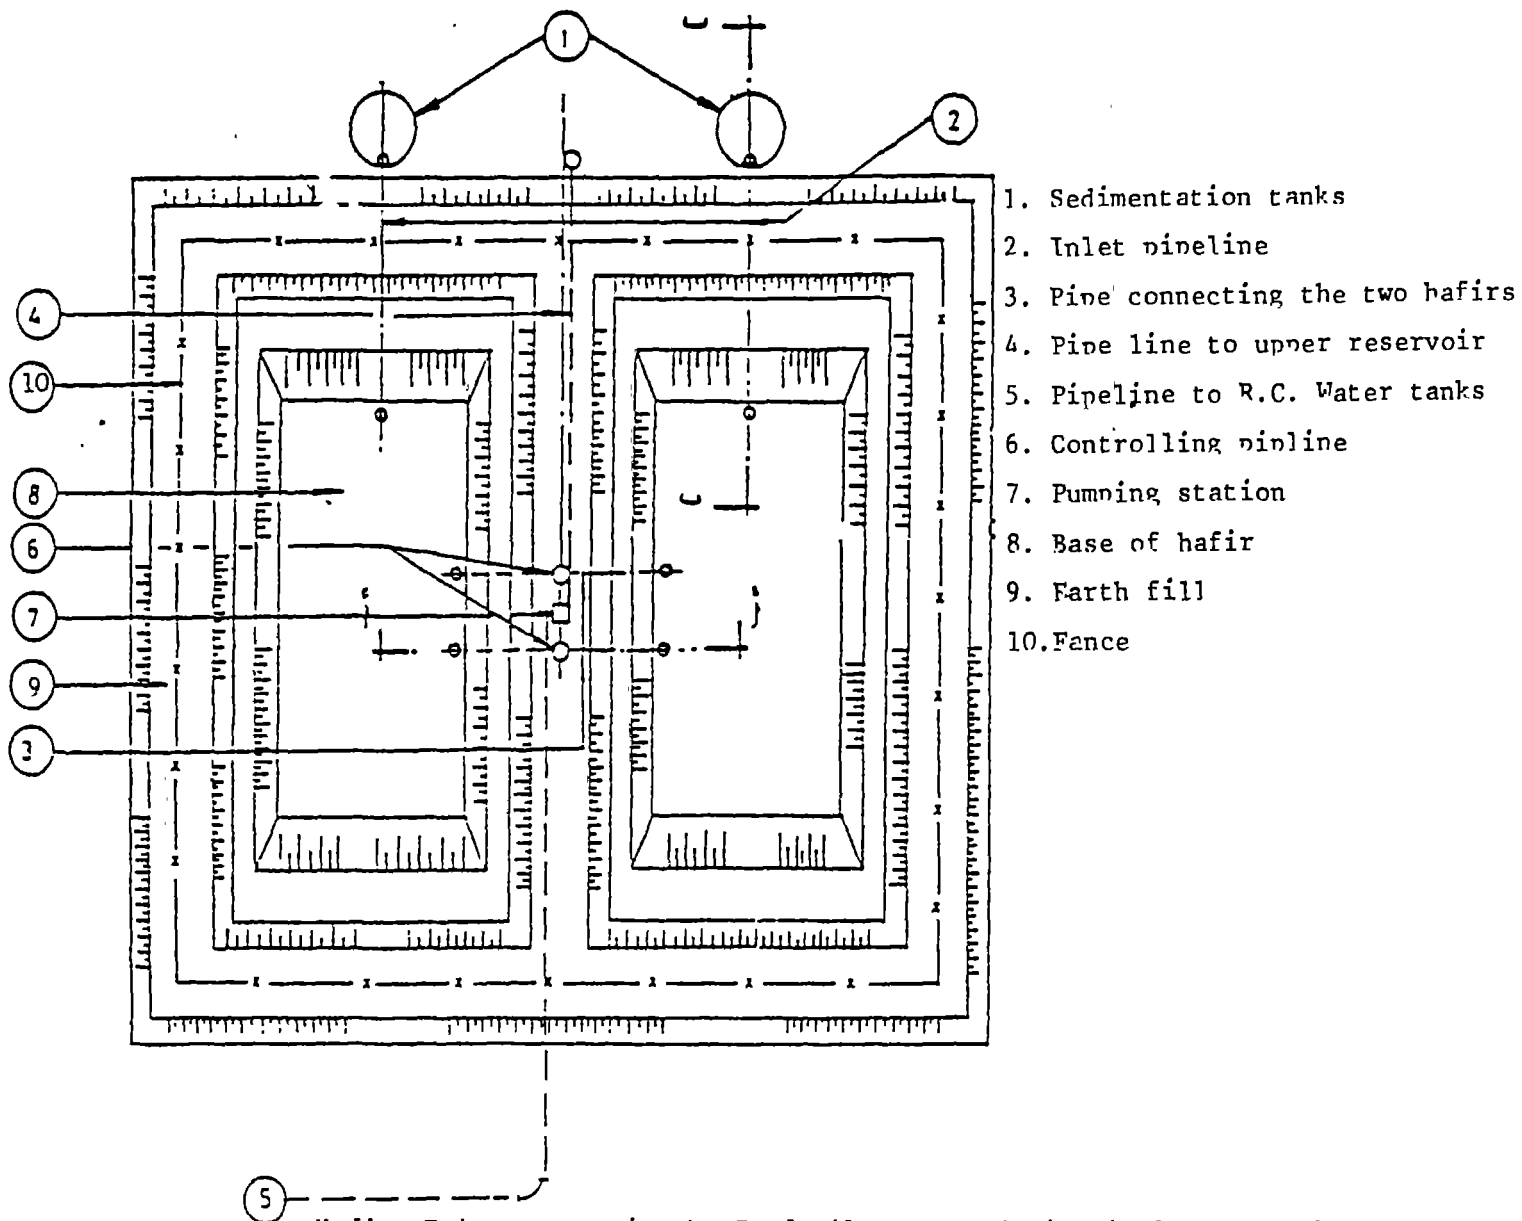 1
2
4
10
8
6
7
9
3
5
1. Sedimentation tanks
2. Inlet pipeline
3. Pipe connecting the two hafirs
4. Pipe line to upper reservoir
5. Pipeline to R.C. Water tanks
6. Controlling pipline
7. Pumping station
8. Base of hafir
9. Earth fill
10. Fance